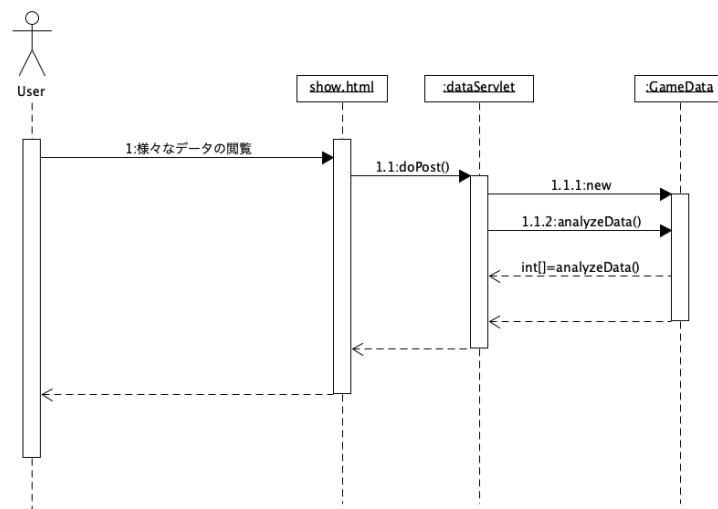 User
show.html
:dataServlet
:GameData
1:様々なデータの閲覧
1.1:doPost()
1.1.1:new
1.1.2:analyzeData()
int[]=analyzeData()